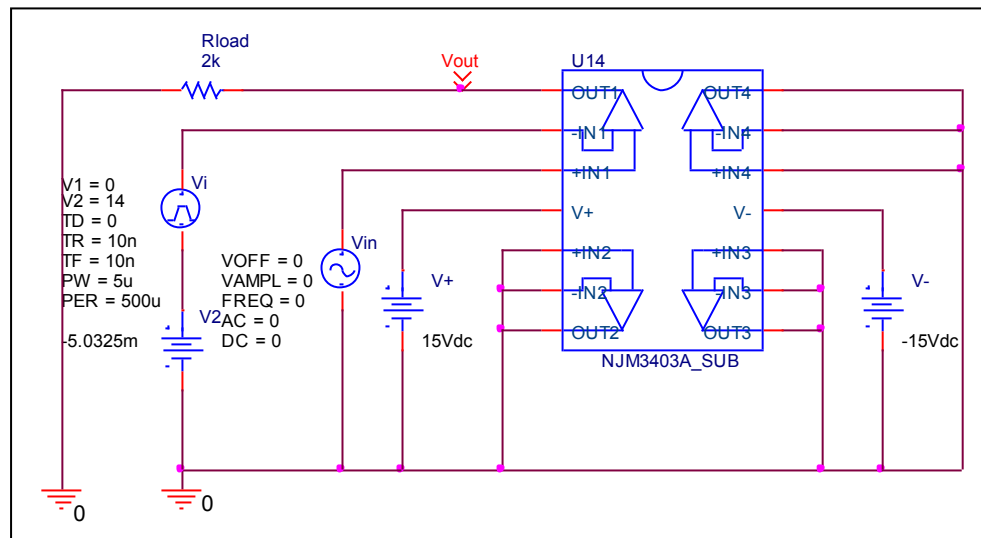 Rload
2k
Vout
U14
OUT1
OUT4
-IN1
-IN4
+IN1
+IN4
V+
V-
+IN2
+IN3
-IN2
-IN3
OUT2
OUT3
NJM3403A_SUB
Vi
V1 = 0
V2 = 14
TD = 0
TR = 10n
TF = 10n
PW = 5u
PER = 500u
V2
-5.0325m
Vin
VOFF = 0
VAMPL = 0
FREQ = 0
AC = 0
DC = 0
V+
15Vdc
V-
-15Vdc
0
0